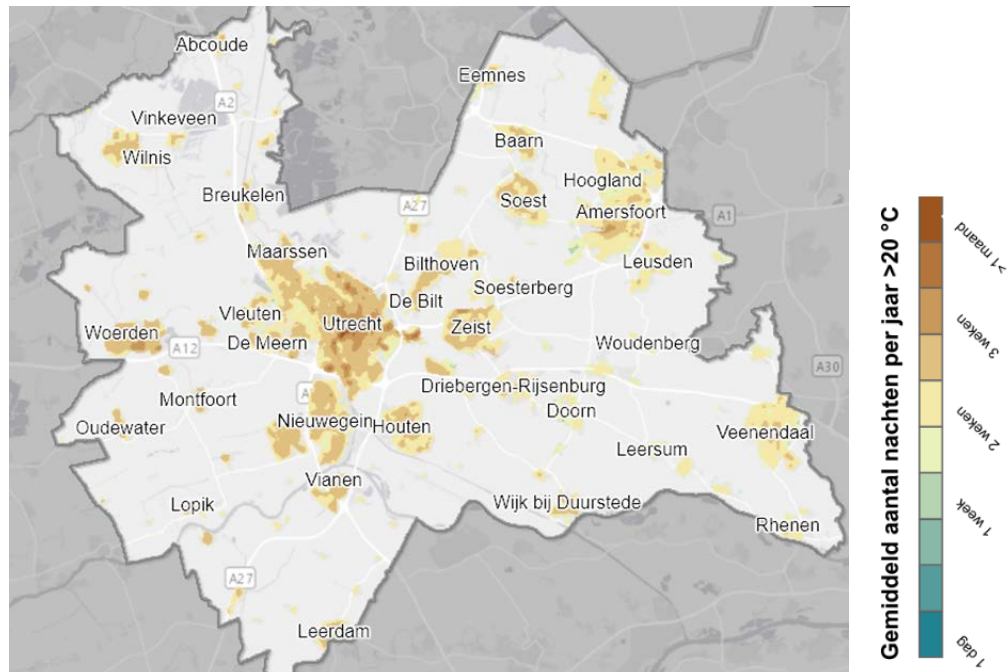 Abcoude
Eemnes
A2
Vinkeveen
Baarn
Wilnis
Hoogland
Breukelen
Soest
A27
Amersfoort
A1
Maarssen
Bilthoven
Leusden
Soesterberg
De Bilt
Vleuten
Utrecht
Zeist
Woerden
De Meern
Woudenberg
A12
A30
Driebergen-Rijsenburg
Montfoort
Doorn
Oudewater
Nieuwegein
Houten
Veenendaal
Leersum
Vianen
Lopik
Wijk bij Duurstede
Rhenen
A27
Leerdam
Gemiddeld aantal nachten per jaar >20 °C
>1 maand
3 weken
2 weken
1 week
1 dag